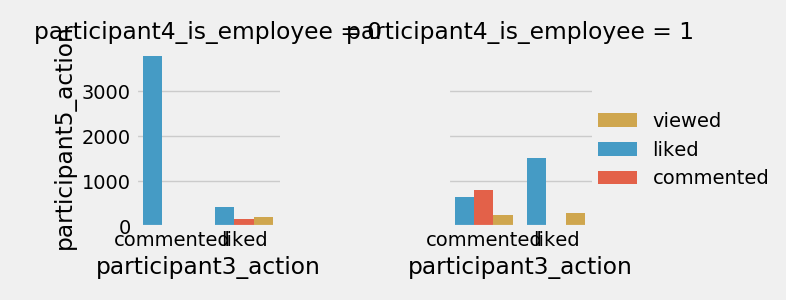 participant4_is_employee = 0
participant4_is_employee = 1
participant5_action
3000
2000
1000
0
commented
liked
commented
liked
participant3_action
participant3_action
viewed
liked
commented